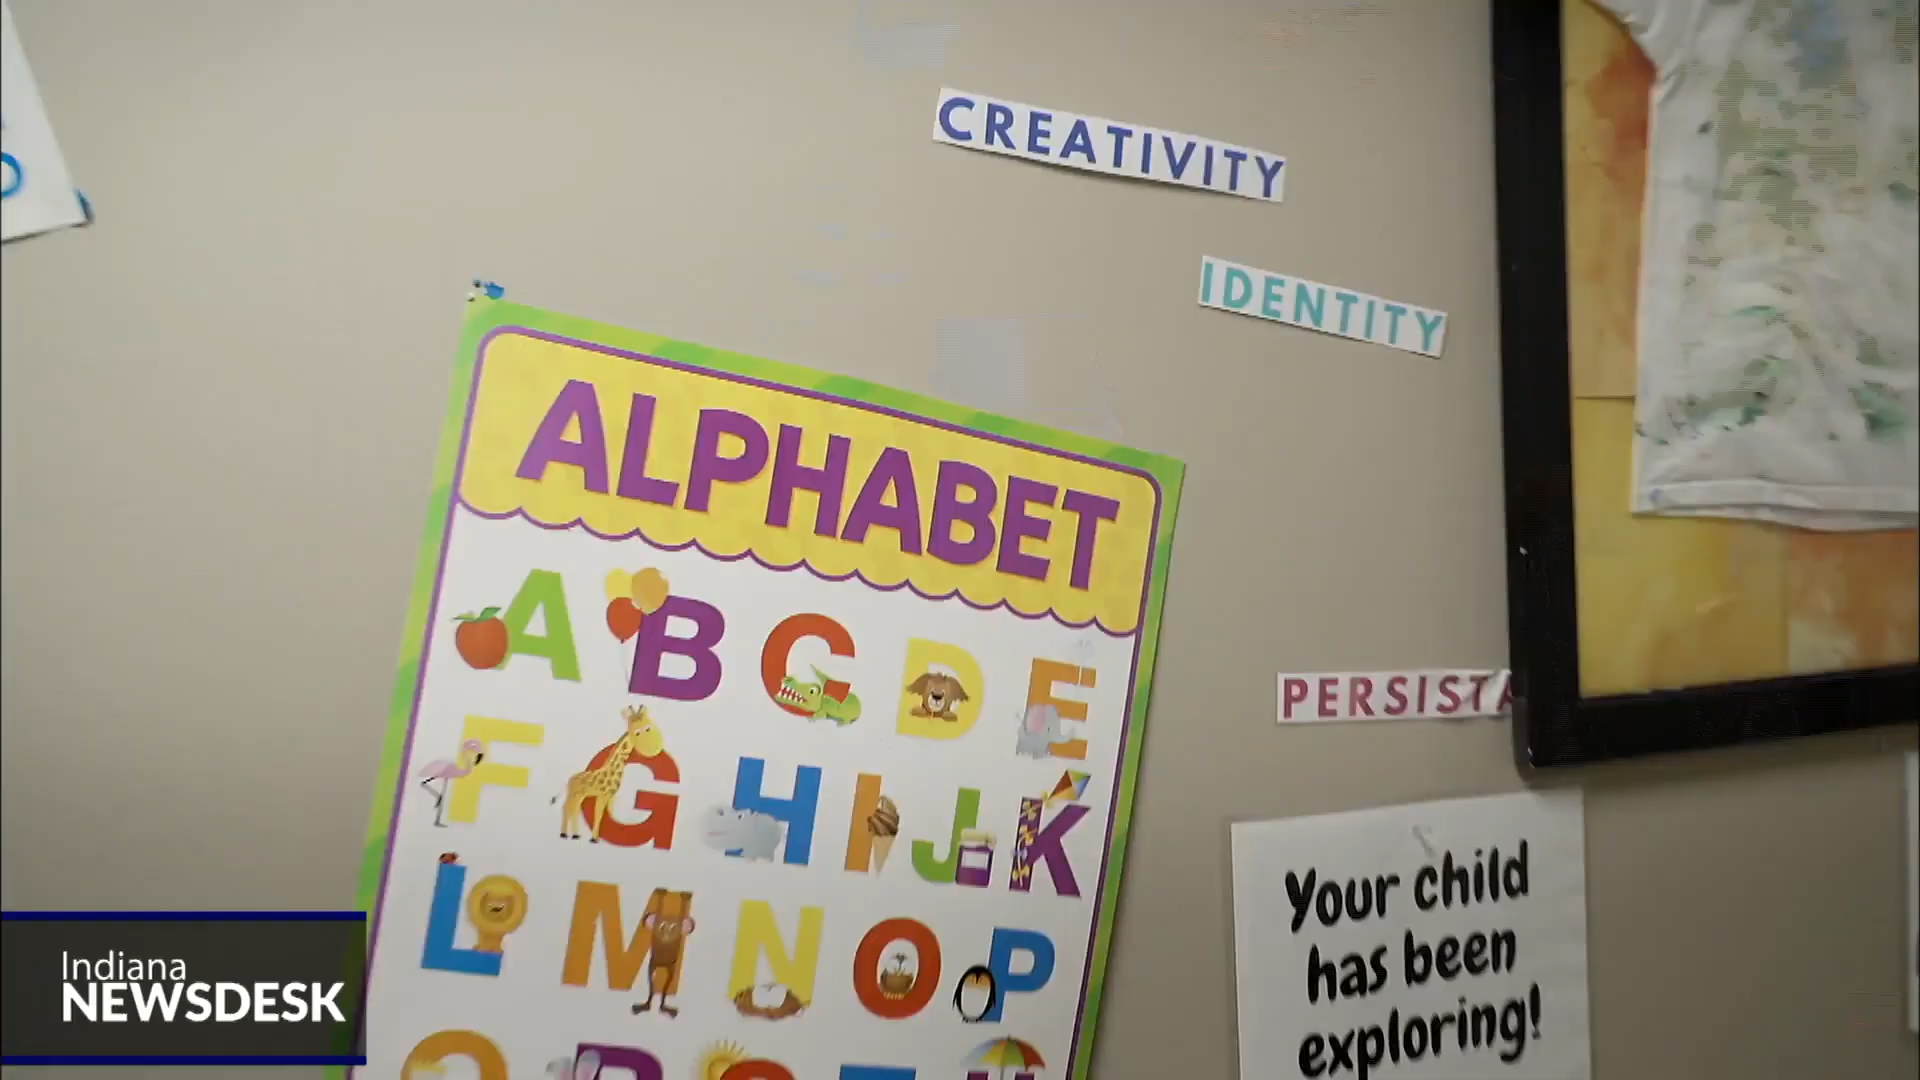 CREATIVITY
IDENTITY
ALPHABET
A B C D E
F G H I J K
L M N O P
PERSISTA
Your child
has been
exploring!
Indiana
NEWSDESK